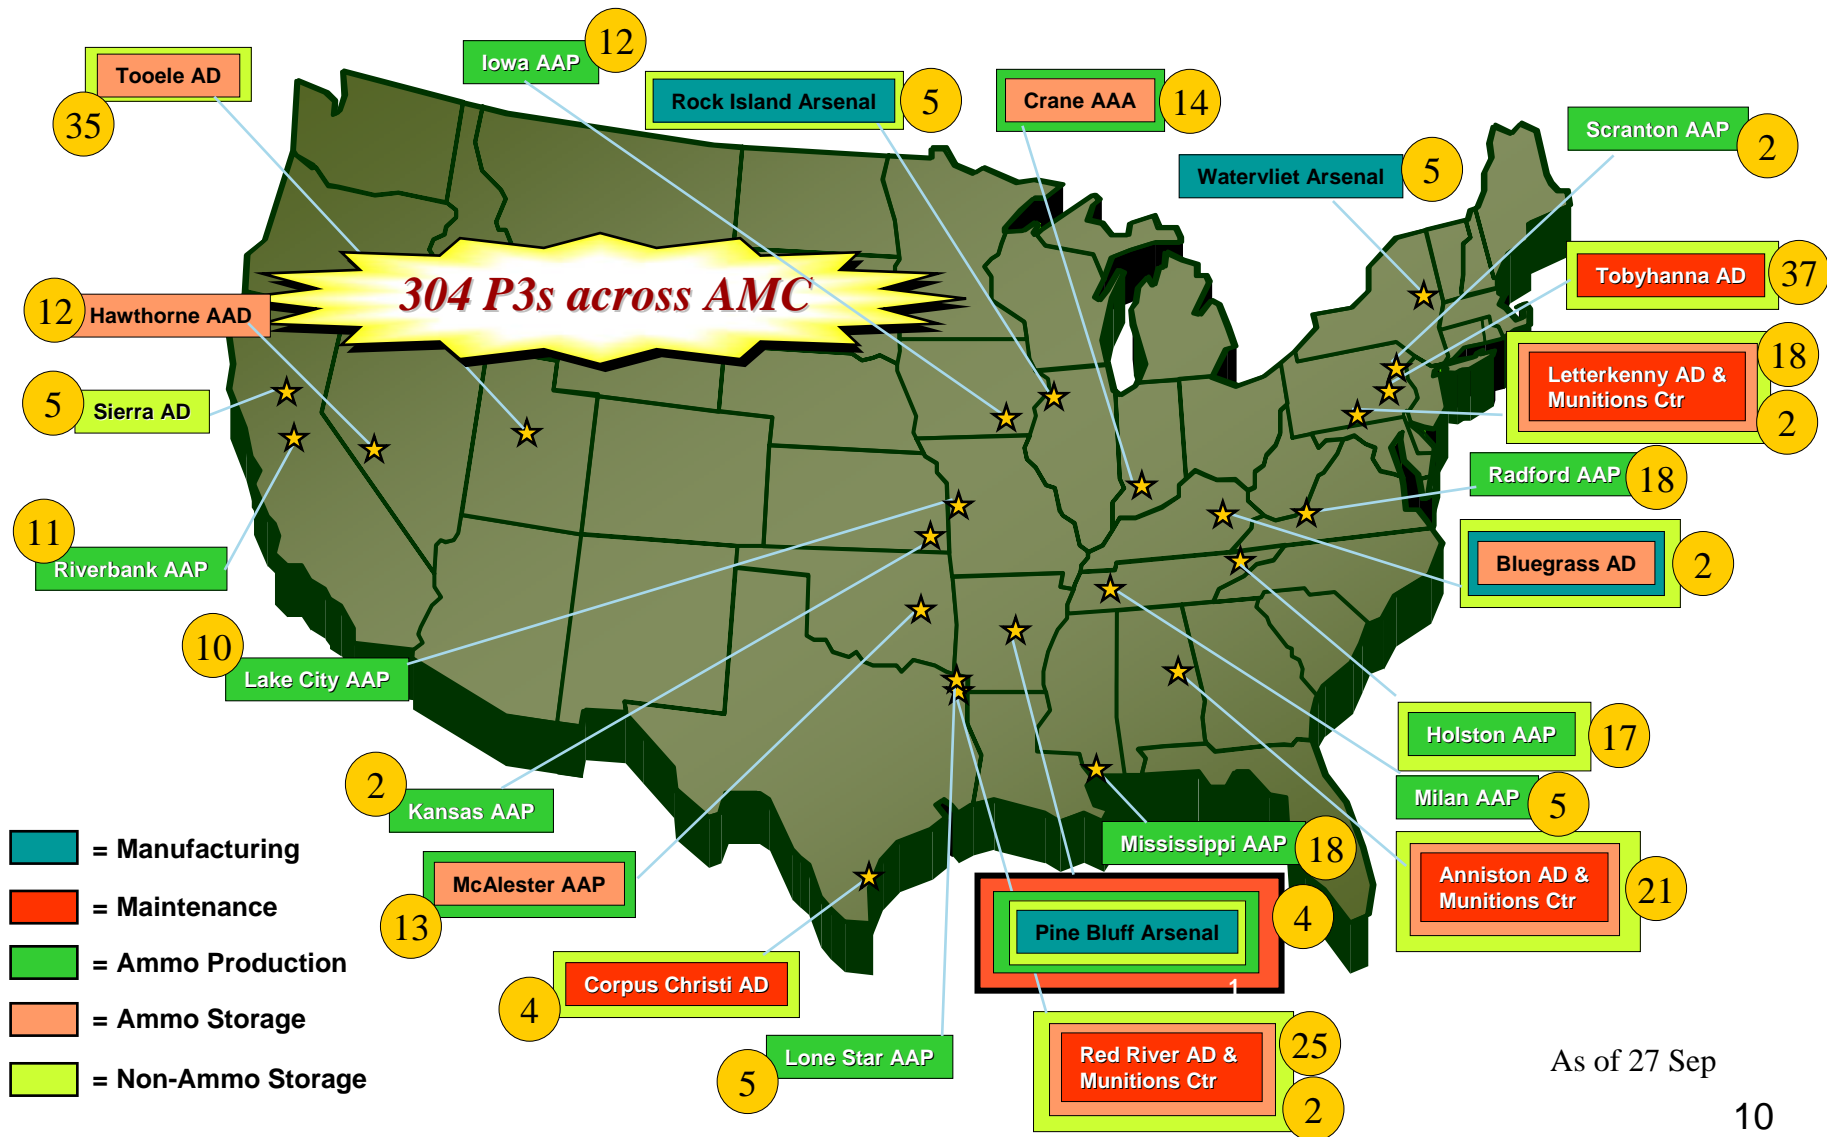 Tooele AD
35
Iowa AAP
12
Rock Island Arsenal
5
Crane AAA
14
Scranton AAP
2
Watervliet Arsenal
5
Tobyhanna AD
37
304 P3s across AMC
12
Hawthorne AAD
Letterkenny AD &
Munitions Ctr
18
2
5
Sierra AD
Radford AAP
18
11
Riverbank AAP
Bluegrass AD
2
10
Lake City AAP
Holston AAP
17
2
Kansas AAP
Milan AAP
5
Mississippi AAP
18
= Manufacturing
= Maintenance
= Ammo Production
= Ammo Storage
= Non-Ammo Storage
McAlester AAP
13
Anniston AD &
Munitions Ctr
21
Pine Bluff Arsenal
4
1
Corpus Christi AD
4
Lone Star AAP
5
Red River AD &
Munitions Ctr
25
2
As of 27 Sep
10